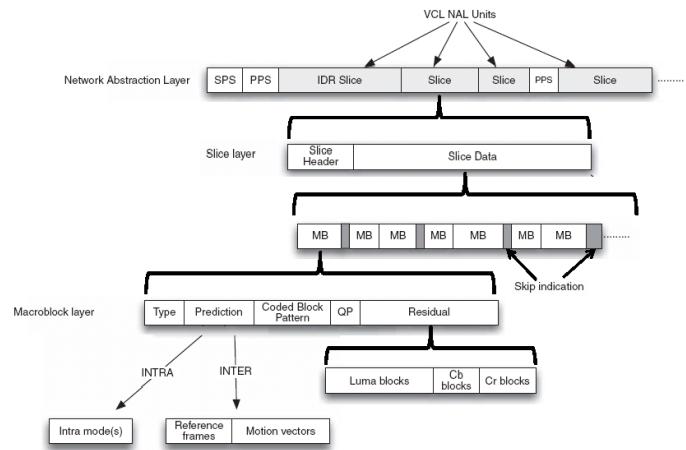 VCL NAL Units
Network Abstraction Layer
SPS PPS IDR Slice Slice Slice PPS Slice
Slice layer
Slice
Header
Slice Data
MB MB MB MB MB MB MB
Skip indication
Macroblock layer
Type Prediction
Coded Block
Pattern
QP Residual
INTRA INTER
Luma blocks
Cb
blocks
Cr blocks
Intra mode(s)
Reference
frames
Motion vectors